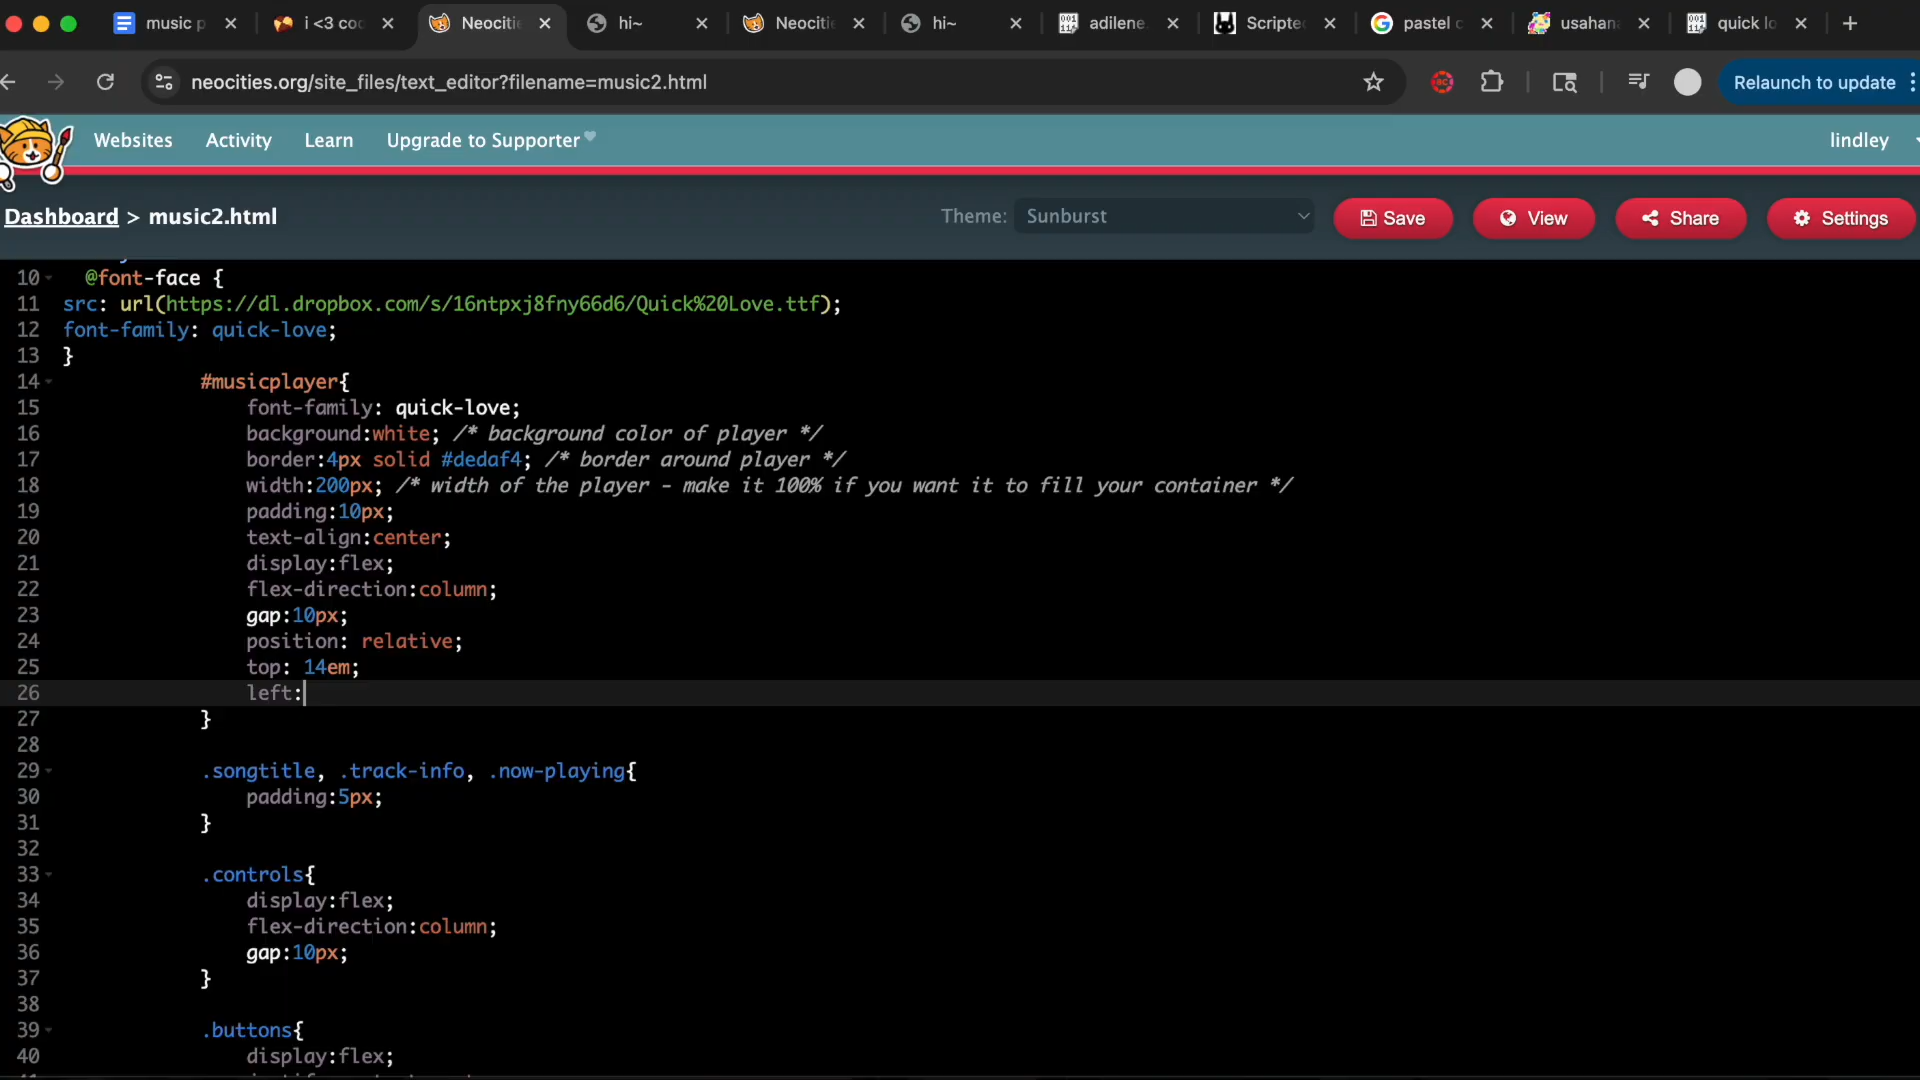 music p
i <3 coo
Neocitie
hi~
Neocitie
hi~
adilene
Scripted
pastel c
usahana
quick lo
neocities.org/site_files/text_editor?filename=music2.html
Relaunch to update
Websites Activity Learn Upgrade to Supporter
lindley
Dashboard > music2.html
Theme: Sunburst
Save
View
Share
Settings
10 @font-face {
11 src: url(https://dl.dropbox.com/s/16ntpxj8fny66d6/Quick%20Love.ttf);
12 font-family: quick-love;
13 }
14 #musicplayer{
15 font-family: quick-love;
16 background:white; /* background color of player */
17 border:4px solid #dedaf4; /* border around player */
18 width:200px; /* width of the player - make it 100% if you want it to fill your container */
19 padding:10px;
20 text-align:center;
21 display:flex;
22 flex-direction:column;
23 gap:10px;
24 position: relative;
25 top: 14em;
26 left:
27 }
28
29 .songtitle, .track-info, .now-playing{
30 padding:5px;
31 }
32
33 .controls{
34 display:flex;
35 flex-direction:column;
36 gap:10px;
37 }
38
39 .buttons{
40 display:flex;